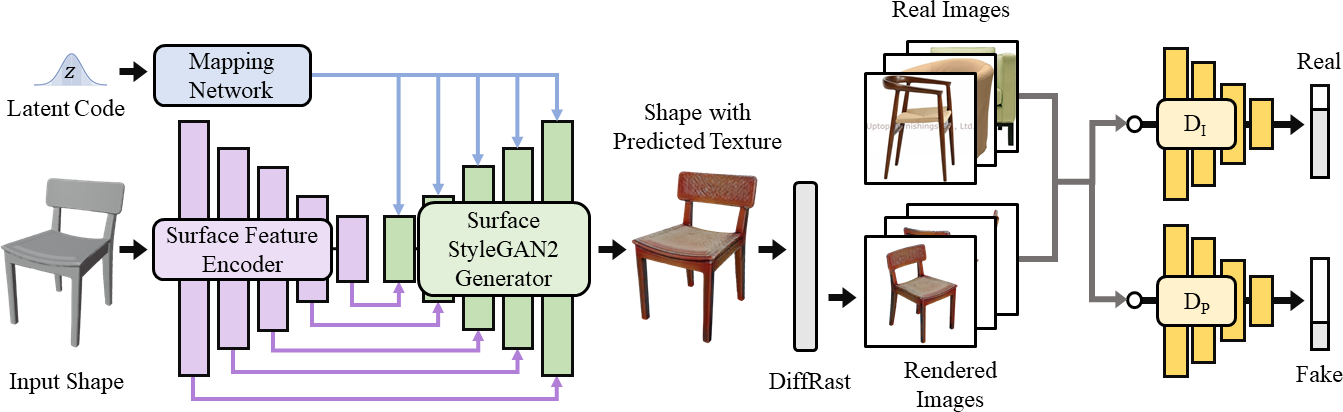 Real Images
z
Latent Code
Mapping
Network
Shape with
Predicted Texture
Input Shape
Surface Feature
Encoder
Surface
StyleGAN2
Generator
DiffRast
Rendered
Images
D_I
Real
D_P
Fake